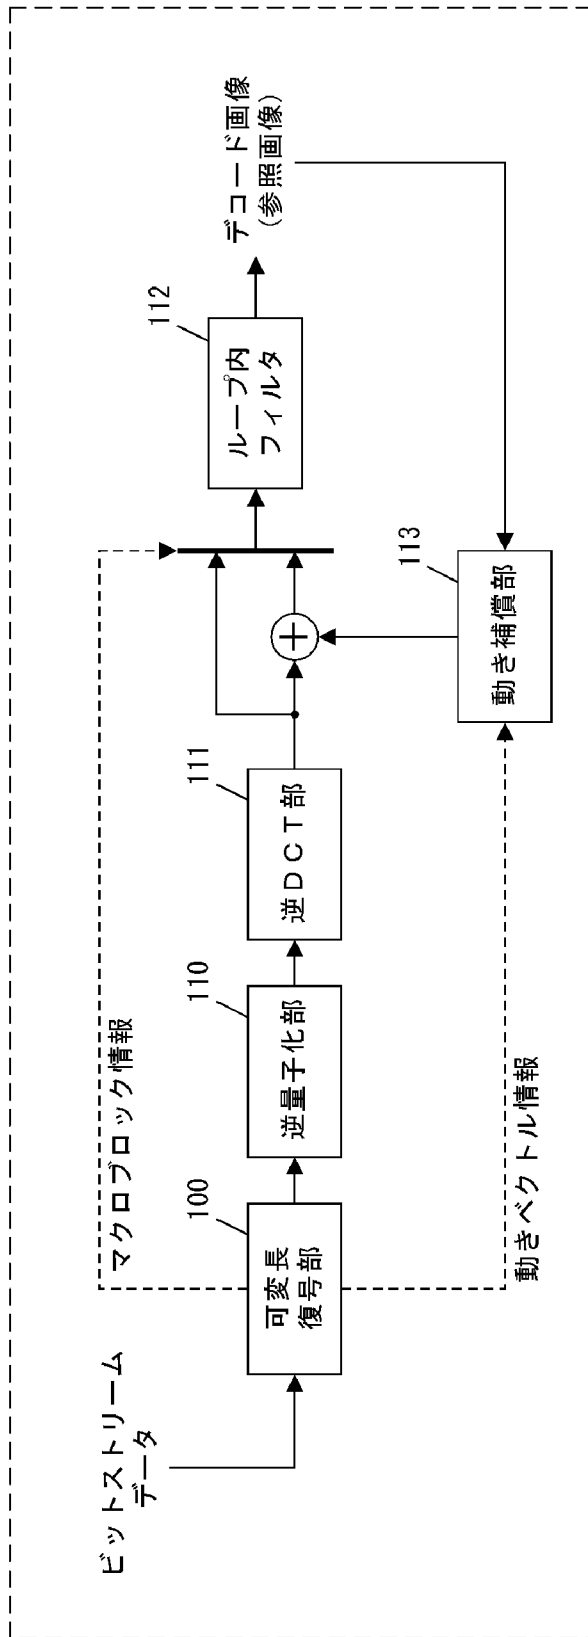 ビットストリーム
データ
マクロブロック情報
100
可変長
復号部
110
逆量子化部
111
逆DCT部
112
ループ内
フィルタ
デコード画像
(参照画像)
113
動き補償部
動きベクトル情報